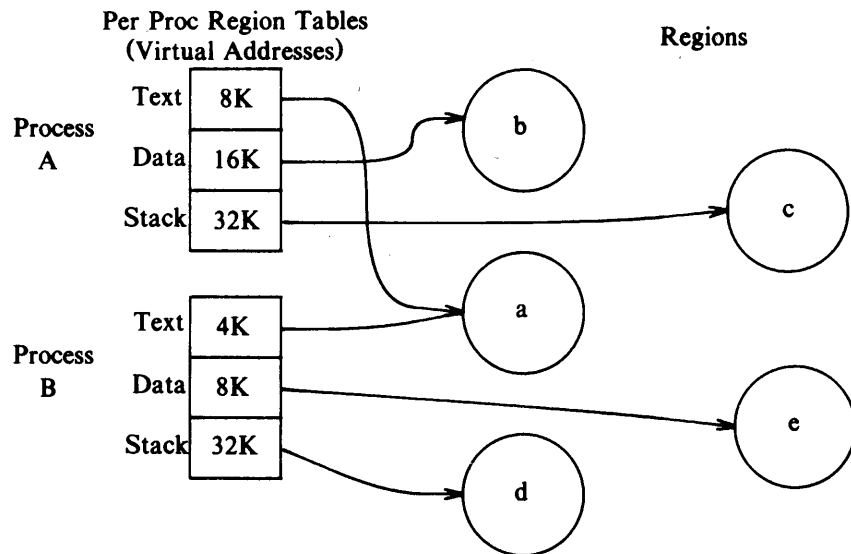 Per Proc Region Tables
(Virtual Addresses)
Regions
Process
A
Text 8K
Data 16K
Stack 32K
b
c
a
Process
B
Text 4K
Data 8K
Stack 32K
e
d